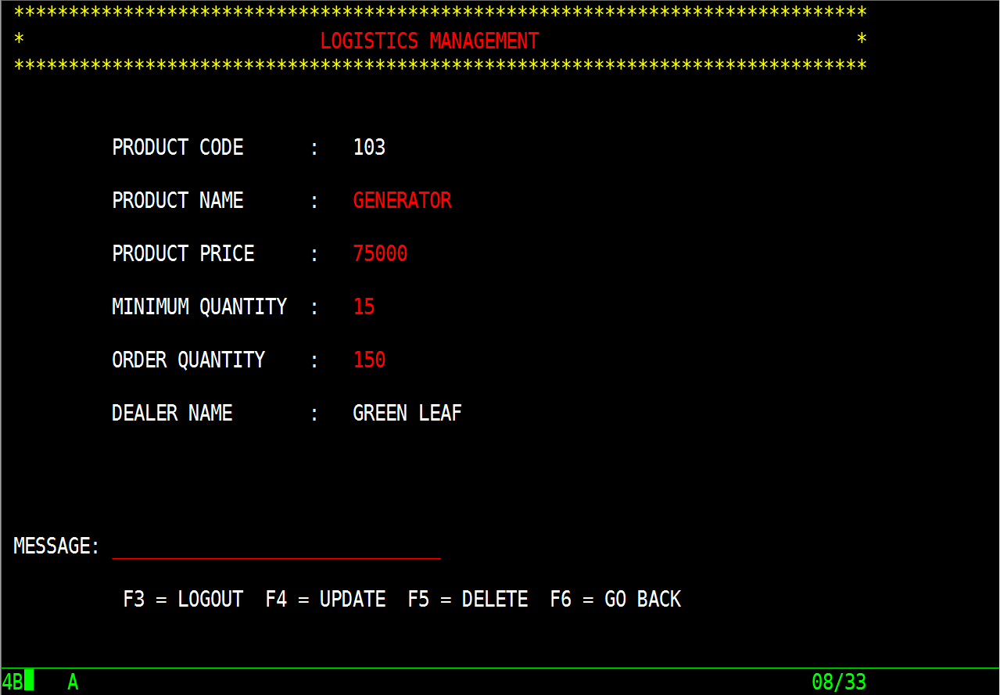 ******************************************************************************
* LOGISTICS MANAGEMENT *
******************************************************************************
PRODUCT CODE : 103
PRODUCT NAME : GENERATOR
PRODUCT PRICE : 75000
MINIMUM QUANTITY : 15
ORDER QUANTITY : 150
DEALER NAME : GREEN LEAF
MESSAGE: ______________________________
F3 = LOGOUT F4 = UPDATE F5 = DELETE F6 = GO BACK
4B A 08/33